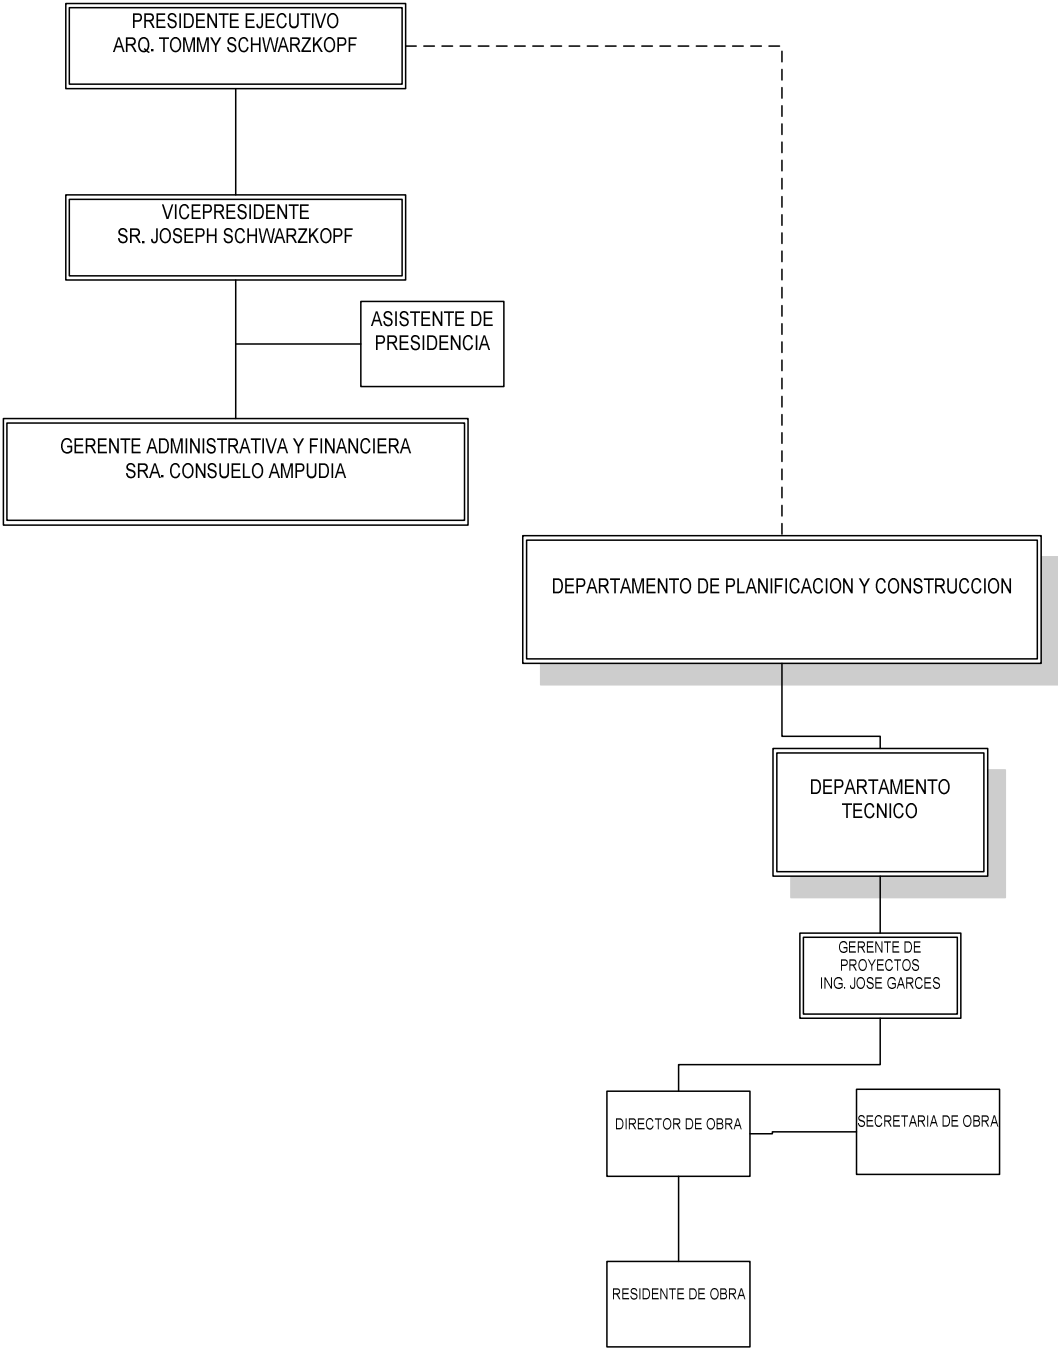 PRESIDENTE EJECUTIVO
ARQ. TOMMY SCHWARZKOPF
VICEPRESIDENTE
SR. JOSEPH SCHWARZKOPF
ASISTENTE DE
PRESIDENCIA
GERENTE ADMINISTRATIVA Y FINANCIERA
SRA. CONSUELO AMPUDIA
DEPARTAMENTO DE PLANIFICACION Y CONSTRUCCION
DEPARTAMENTO
TECNICO
GERENTE DE
PROYECTOS
ING. JOSE GARCES
DIRECTOR DE OBRA
SECRETARIA DE OBRA
RESIDENTE DE OBRA